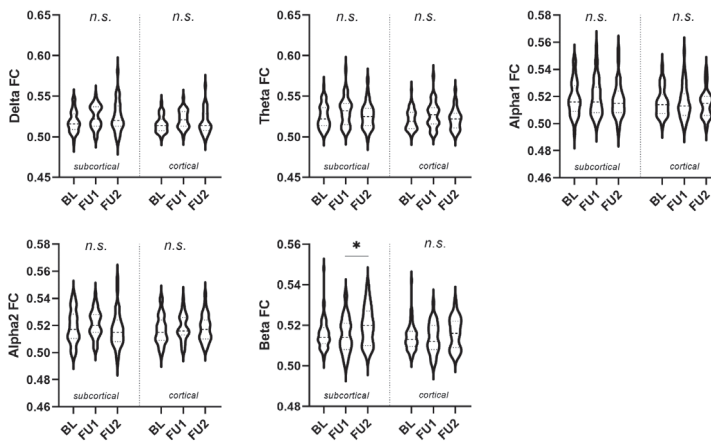 Delta FC
0.65
0.60
0.55
0.50
0.45
n.s.
n.s.
subcortical
cortical
BL
FU1
FU2
BL
FU1
FU2
Theta FC
0.65
0.60
0.55
0.50
0.45
n.s.
n.s.
subcortical
cortical
BL
FU1
FU2
BL
FU1
FU2
Alpha1 FC
0.58
0.56
0.54
0.52
0.50
0.48
0.46
n.s.
n.s.
subcortical
cortical
BL
FU1
FU2
BL
FU1
FU2
Alpha2 FC
0.58
0.56
0.54
0.52
0.50
0.48
0.46
n.s.
n.s.
subcortical
cortical
BL
FU1
FU2
BL
FU1
FU2
Beta FC
0.56
0.54
0.52
0.50
0.48
*
n.s.
subcortical
cortical
BL
FU1
FU2
BL
FU1
FU2